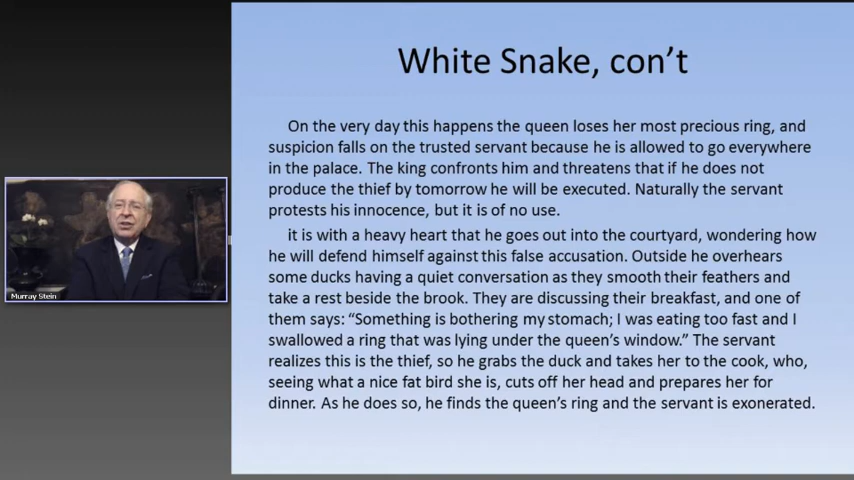 White Snake, con’t
On the very day this happens the queen loses her most precious ring, and
suspicion falls on the trusted servant because he is allowed to go everywhere
in the palace. The king confronts him and threatens that if he does not
produce the thief by tomorrow he will be executed. Naturally the servant
protests his innocence, but it is of no use.
it is with a heavy heart that he goes out into the courtyard, wondering how
he will defend himself against this false accusation. Outside he overhears
some ducks having a quiet conversation as they smooth their feathers and
take a rest beside the brook. They are discussing their breakfast, and one of
them says: “Something is bothering my stomach; I was eating too fast and I
swallowed a ring that was lying under the queen’s window.” The servant
realizes this is the thief, so he grabs the duck and takes her to the cook, who,
seeing what a nice fat bird she is, cuts off her head and prepares her for
dinner. As he does so, he finds the queen’s ring and the servant is exonerated.
Murray Stein